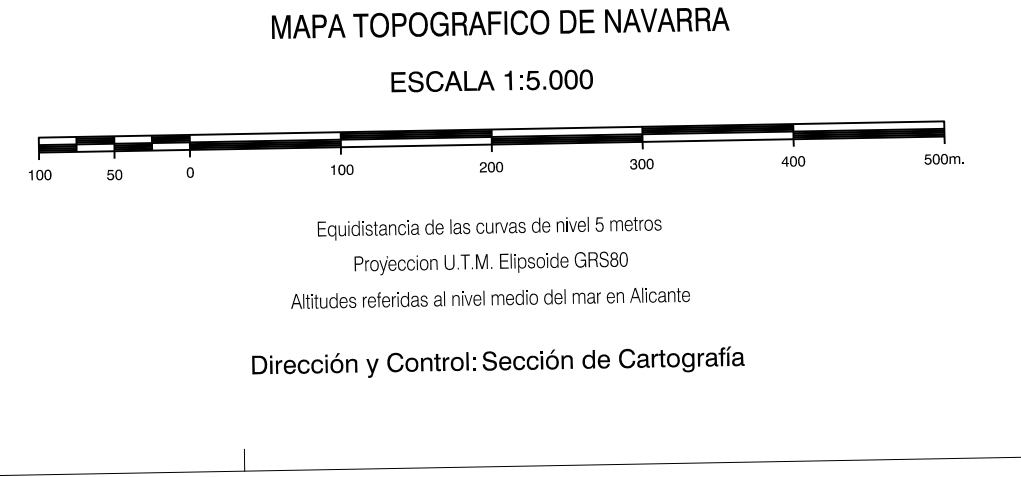 MAPA TOPOGRAFICO DE NAVARRA
ESCALA 1:5.000
100 50 0 100 200 300 400 500m.
Equidistancia de las curvas de nivel 5 metros
Proyeccion U.T.M. Elipsoide GRS80
Altitudes referidas al nivel medio del mar en Alicante
Dirección y Control: Sección de Cartografía